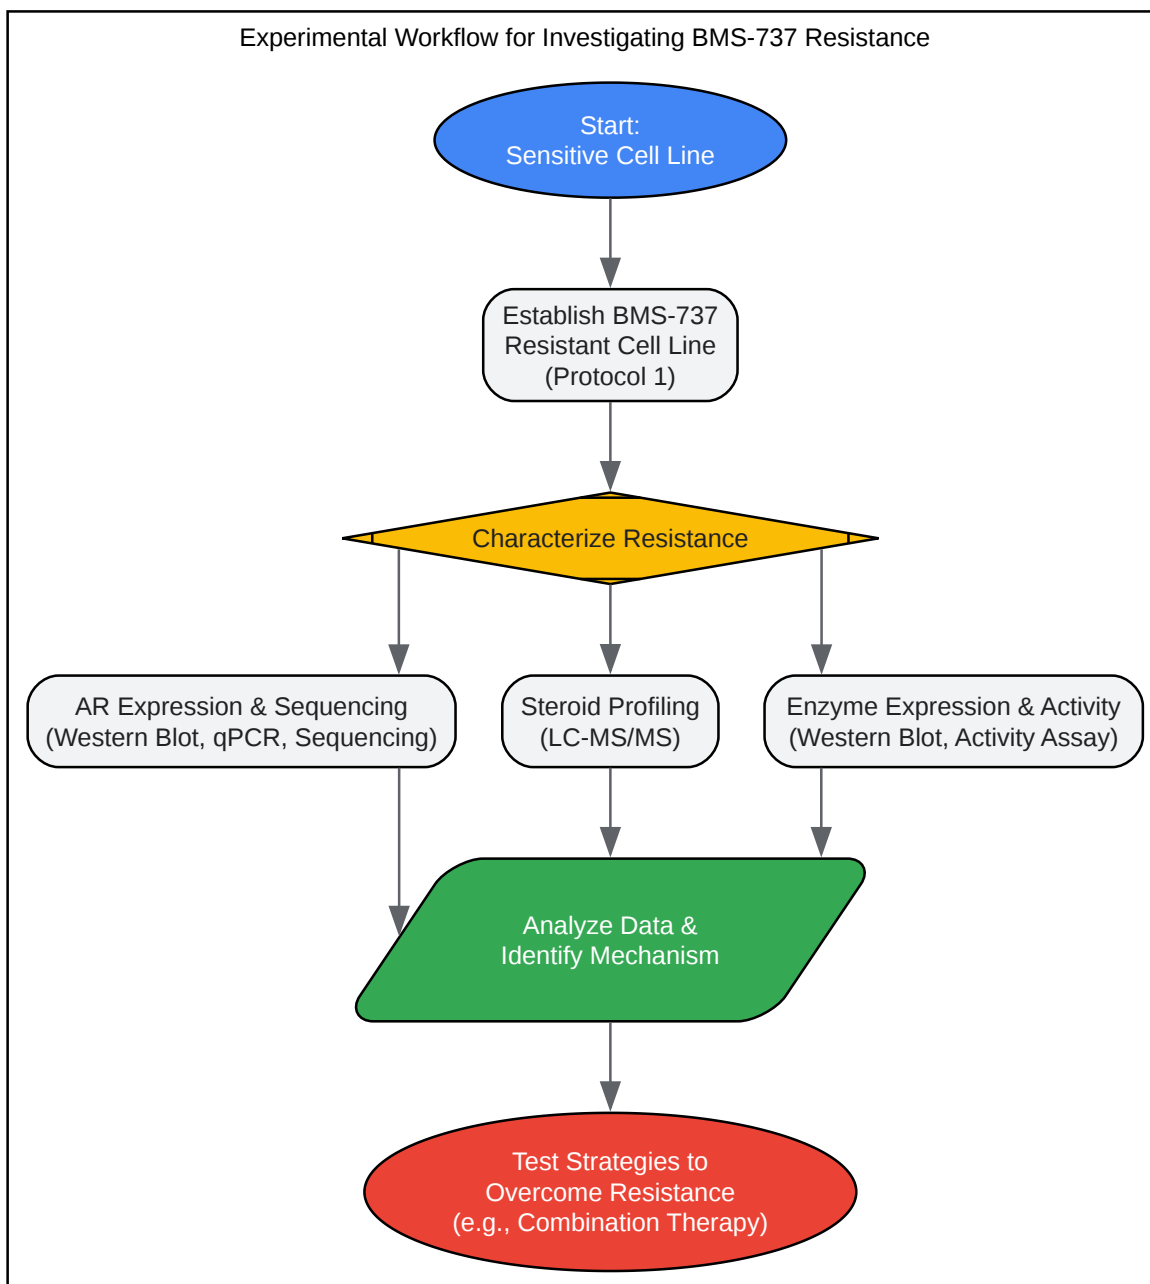 Experimental Workflow for Investigating BMS-737 Resistance
Start:
Sensitive Cell Line
Establish BMS-737
Resistant Cell Line
(Protocol 1)
Characterize Resistance
AR Expression & Sequencing
(Western Blot, qPCR, Sequencing)
Steroid Profiling
(LC-MS/MS)
Enzyme Expression & Activity
(Western Blot, Activity Assay)
Analyze Data &
Identify Mechanism
Test Strategies to
Overcome Resistance
(e.g., Combination Therapy)